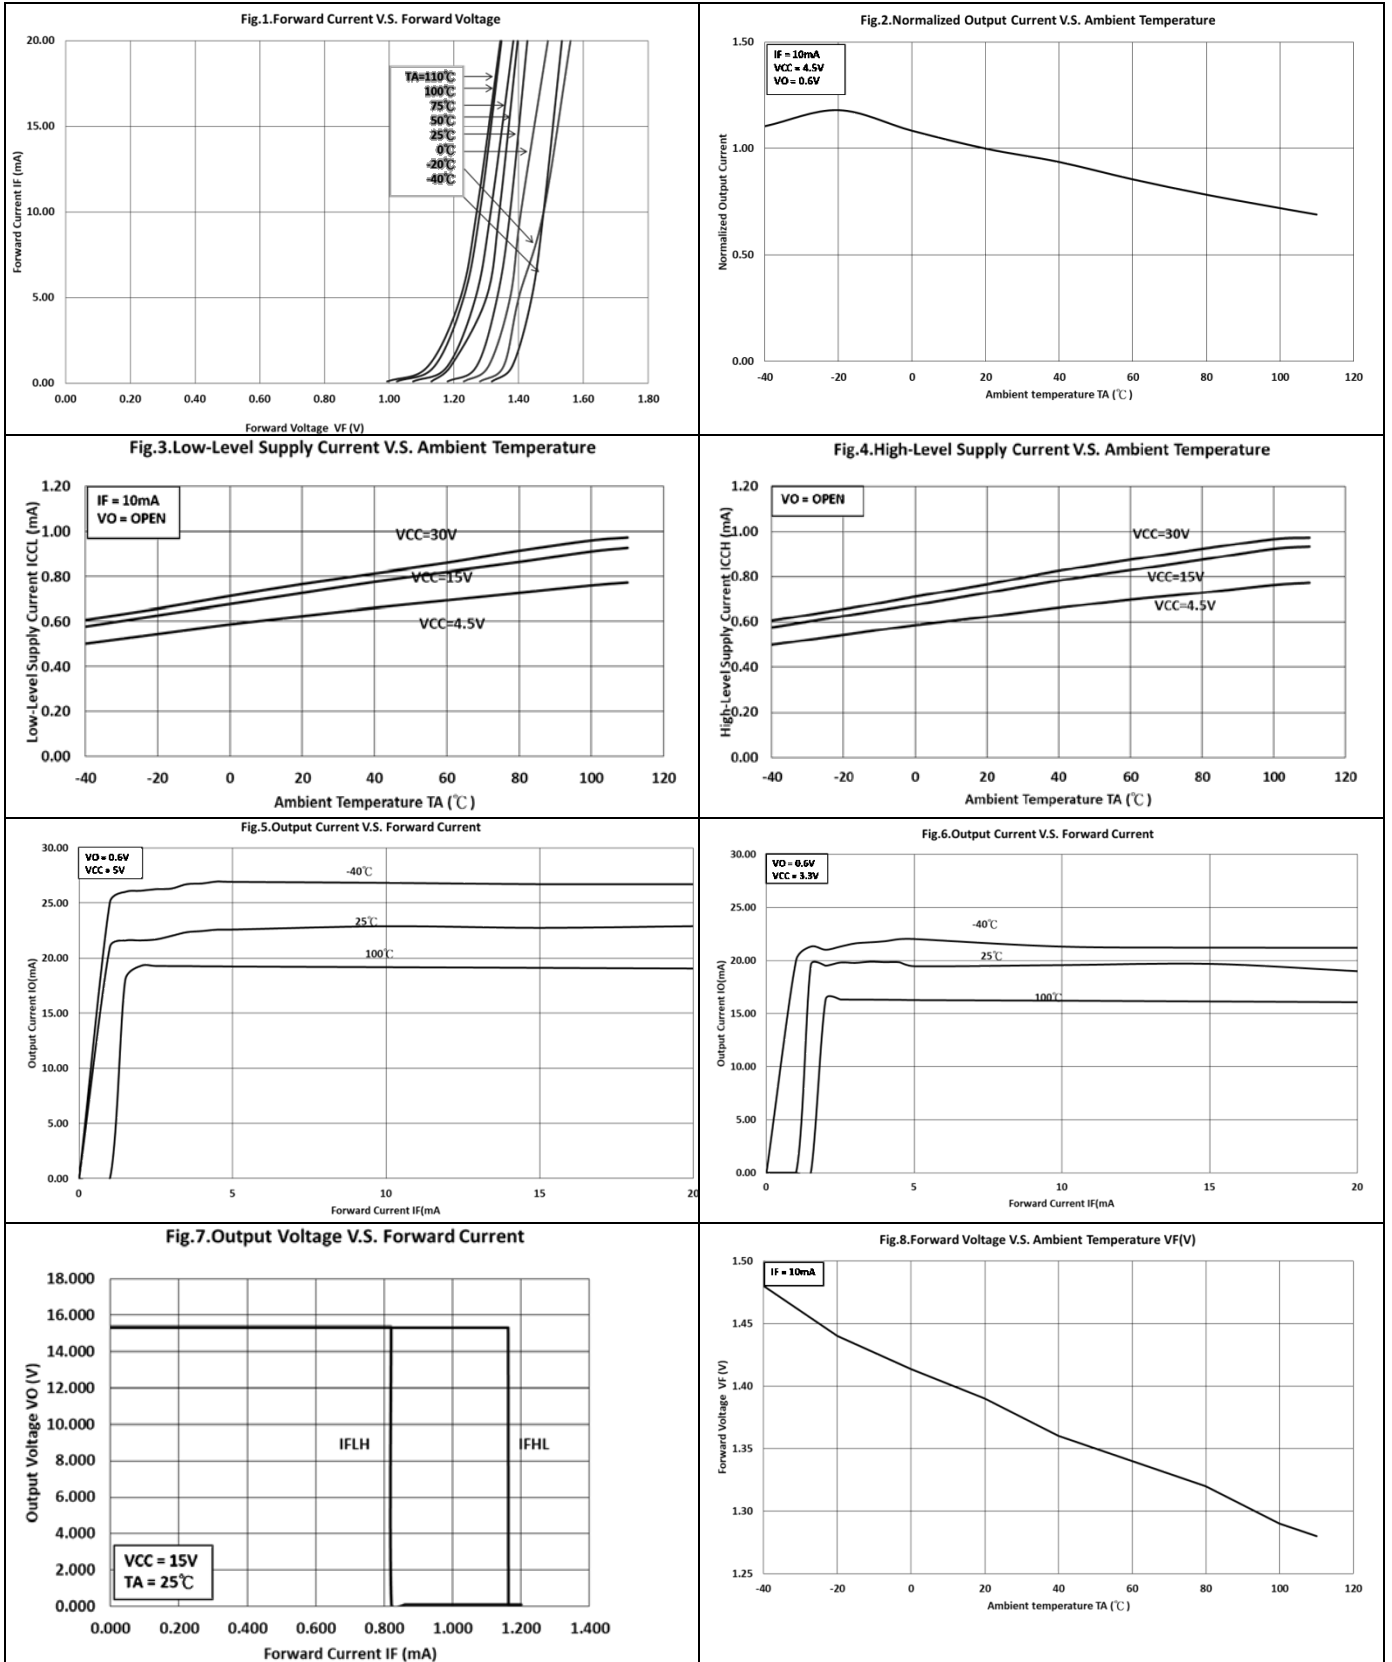 Fig.1.Forward Current V.S. Forward Voltage
20.00
15.00
10.00
5.00
0.00
Forward Current IF (mA)
TA=110℃
100℃
75℃
50℃
25℃
0℃
-20℃
-40℃
0.00 0.20 0.40 0.60 0.80 1.00 1.20 1.40 1.60 1.80
Forward Voltage VF (V)
Fig.2.Normalized Output Current V.S. Ambient Temperature
1.50
1.00
0.50
0.00
Normalized Output Current
IF = 10mA
VCC = 4.5V
VO = 0.6V
-40 -20 0 20 40 60 80 100 120
Ambient temperature TA (℃)
Fig.3.Low-Level Supply Current V.S. Ambient Temperature
1.20
1.00
0.80
0.60
0.40
0.20
0.00
Low-Level Supply Current ICCL (mA)
IF = 10mA
VO = OPEN
VCC=30V
VCC=15V
VCC=4.5V
-40 -20 0 20 40 60 80 100 120
Ambient Temperature TA (℃)
Fig.4.High-Level Supply Current V.S. Ambient Temperature
1.20
1.00
0.80
0.60
0.40
0.20
0.00
High-Level Supply Current ICCH (mA)
VO = OPEN
VCC=30V
VCC=15V
VCC=4.5V
-40 -20 0 20 40 60 80 100 120
Ambient Temperature TA (℃)
Fig.5.Output Current V.S. Forward Current
30.00
25.00
20.00
15.00
10.00
5.00
0.00
Output Current IO(mA)
VO = 0.6V
VCC = 5V
-40℃
25℃
100℃
0 5 10 15 20
Forward Current IF(mA
Fig.6.Output Current V.S. Forward Current
30.00
25.00
20.00
15.00
10.00
5.00
0.00
Output Current IO(mA)
VO = 0.6V
VCC = 3.3V
-40℃
25℃
100℃
0 5 10 15 20
Forward Current IF(mA
Fig.7.Output Voltage V.S. Forward Current
18.000
16.000
14.000
12.000
10.000
8.000
6.000
4.000
2.000
0.000
Output Voltage VO (V)
IFLH
IFHL
VCC = 15V
TA = 25℃
0.000 0.200 0.400 0.600 0.800 1.000 1.200 1.400
Forward Current IF (mA)
Fig.8.Forward Voltage V.S. Ambient Temperature VF(V)
1.50
1.45
1.40
1.35
1.30
1.25
Forward Voltage VF (V)
IF = 10mA
-40 -20 0 20 40 60 80 100 120
Ambient temperature TA (℃)